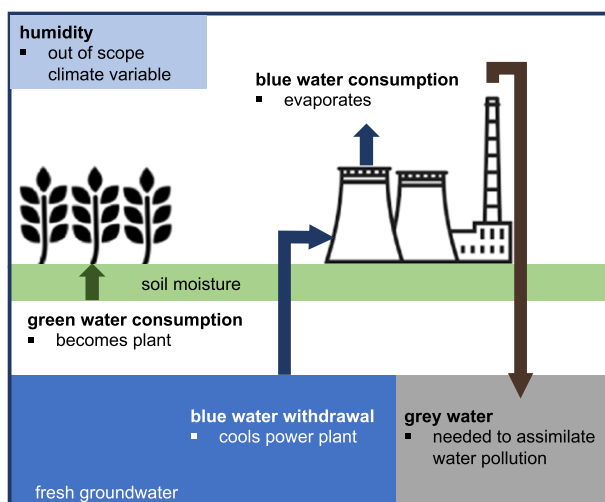 humidity
▪ out of scope
climate variable
blue water consumption
▪ evaporates
soil moisture
green water consumption
▪ becomes plant
blue water withdrawal
▪ cools power plant
grey water
▪ needed to assimilate
water pollution
fresh groundwater